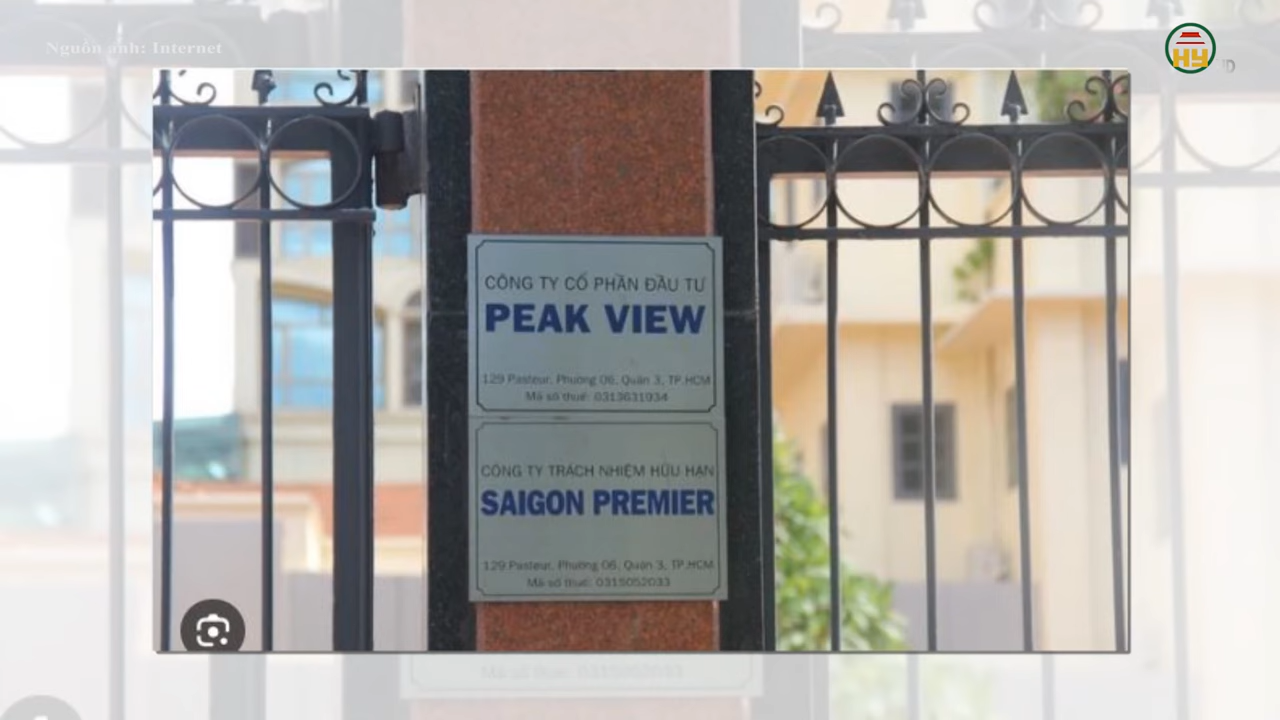 Nguồn ảnh: Internet
HY
CÔNG TY CỔ PHẦN ĐẦU TƯ
PEAK VIEW
129 Pasteur, Phường 06, Quận 3, TP.HCM
Mã số thuế: 0313631934
CÔNG TY TRÁCH NHIỆM HỮU HẠN
SAIGON PREMIER
129 Pasteur, Phường 06, Quận 3, TP.HCM
Mã số thuế: 0315052033